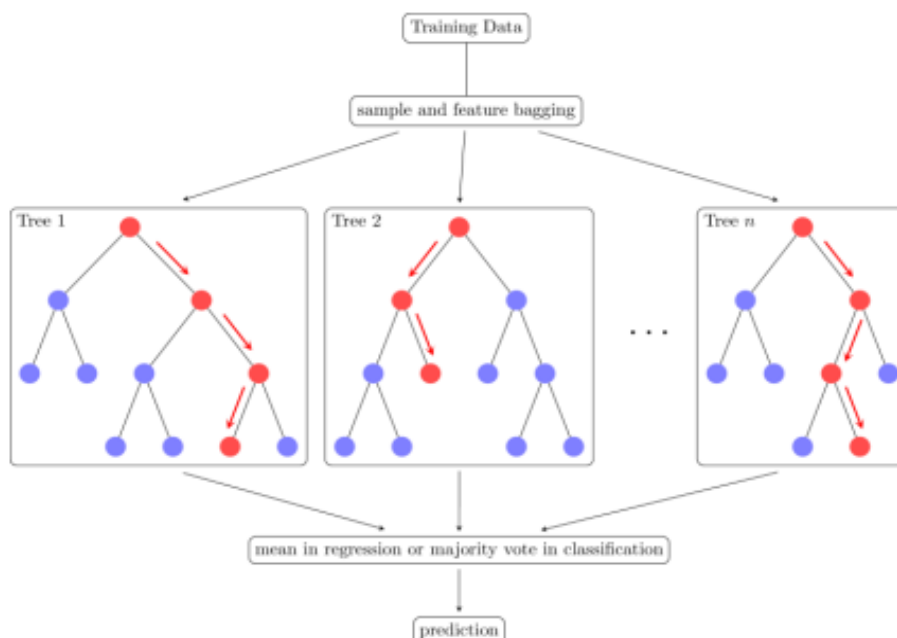 Training Data
sample and feature bagging
Tree 1
Tree 2
Tree n
. . .
mean in regression or majority vote in classification
prediction